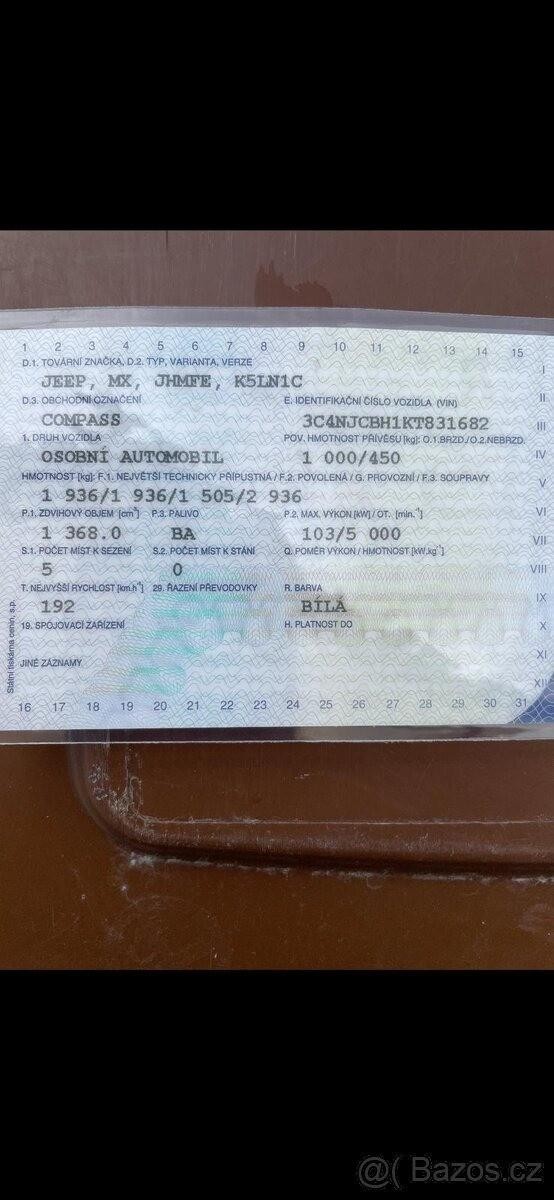 1 2 3 4 5 6 7 8 9 10 11 12 13 14 15
D.1. TOVÁRNÍ ZNAČKA, D.2. TYP, VARIANTA, VERZE
JEEP, MX, JHMFE, K5LN1C
I
D.3. OBCHODNÍ OZNAČENÍ E. IDENTIFIKAČNÍ ČÍSLO VOZIDLA (VIN)
II
COMPASS 3C4NJCBH1KT831682
III
1. DRUH VOZIDLA POV. HMOTNOST PŘÍVĚSU [kg]: O.1.BRZD./O.2.NEBRZD.
OSOBNÍ AUTOMOBIL 1 000/450
IV
HMOTNOST [kg]: F.1. NEJVĚTŠÍ TECHNICKY PŘÍPUSTNÁ / F.2. POVOLENÁ / G. PROVOZNÍ / F.3. SOUPRAVY
V
1 936/1 936/1 505/2 936
P.1. ZDVIHOVÝ OBJEM [cm³] P.3. PALIVO P.2. MAX. VÝKON [kW] / OT. [min.⁻¹]
VI
1 368.0 BA 103/5 000
VII
S.1. POČET MÍST K SEZENÍ S.2. POČET MÍST K STÁNÍ Q. POMĚR VÝKON / HMOTNOST [kW.kg⁻¹]
5 0
VIII
T. NEJVYŠŠÍ RYCHLOST [km.h⁻¹] 29. ŘAZENÍ PŘEVODOVKY R. BARVA
IX
192 BÍLÁ
19. SPOJOVACÍ ZAŘÍZENÍ H. PLATNOST DO
X
XI
JINÉ ZÁZNAMY
XII
16 17 18 19 20 21 22 23 24 25 26 27 28 29 30 31
Státní tiskárna cenin, s.p.
@( Bazos.cz